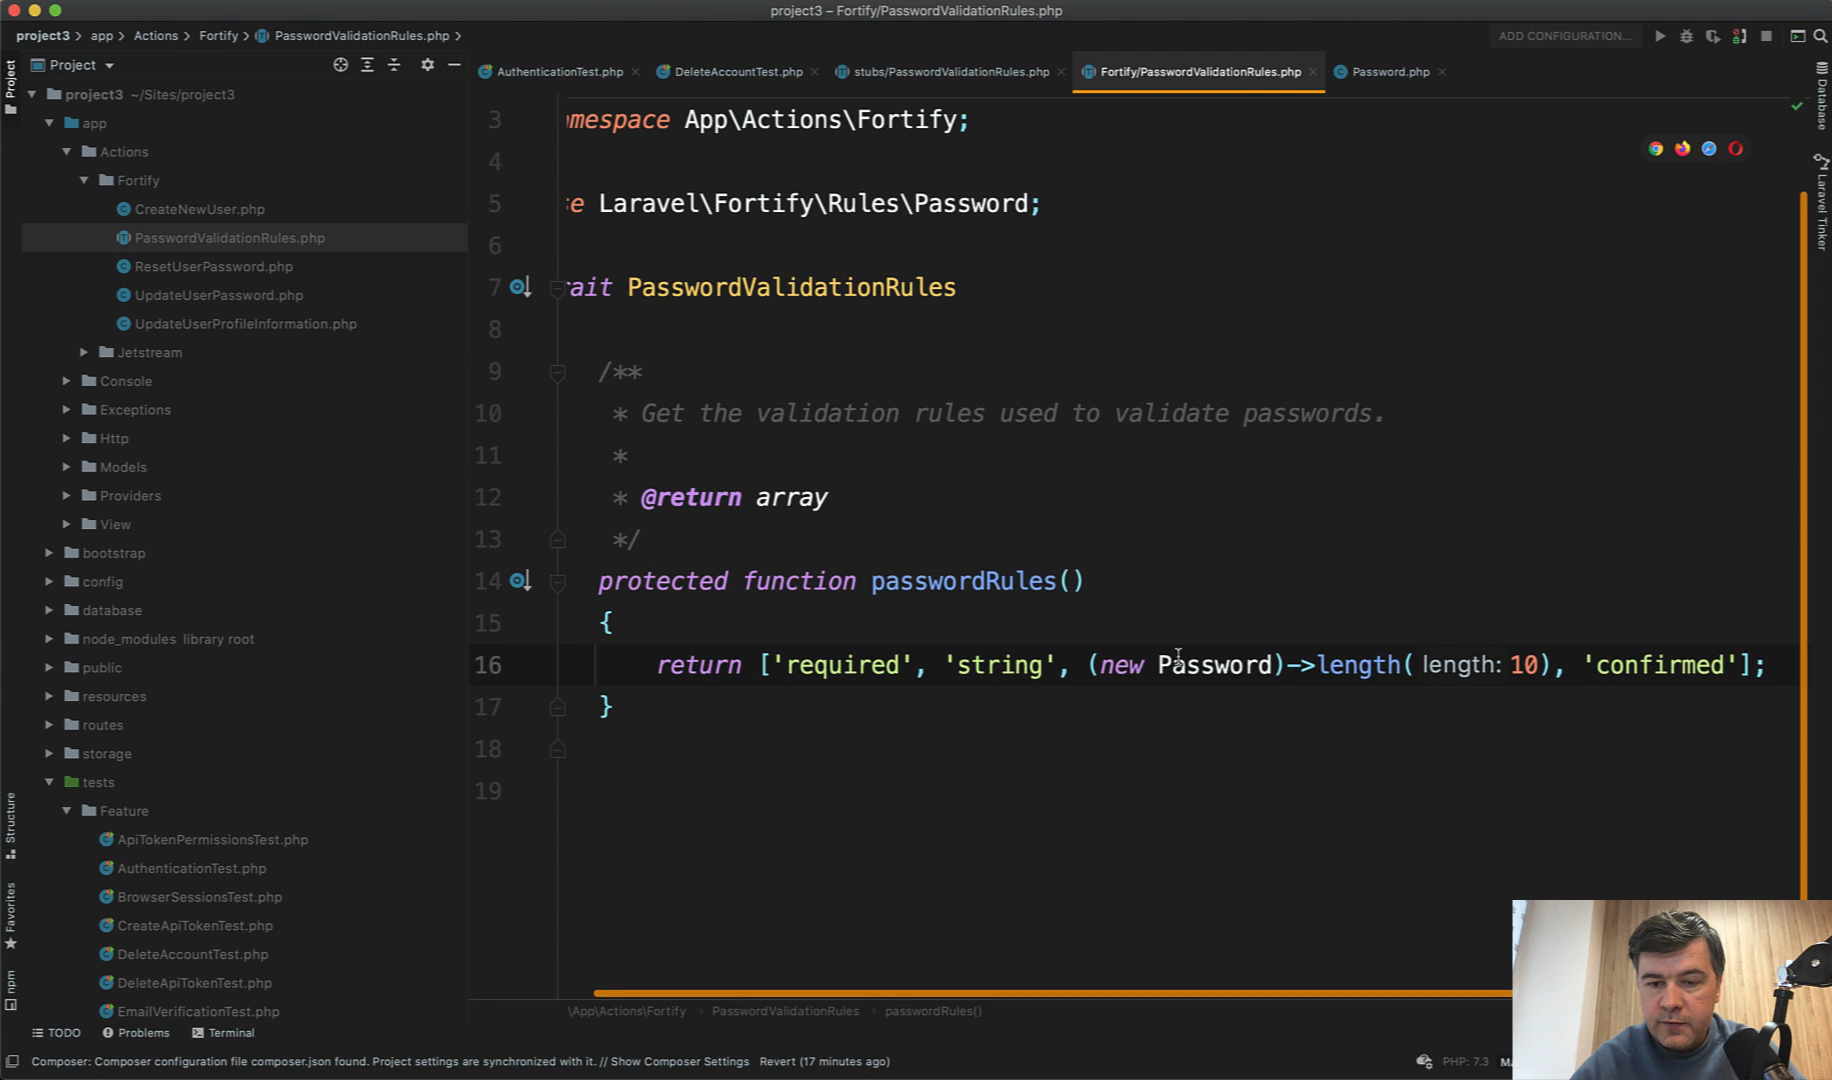 project3 – Fortify/PasswordValidationRules.php
project3 > app > Actions > Fortify > PasswordValidationRules.php >
ADD CONFIGURATION...
Project
AuthenticationTest.php
DeleteAccountTest.php
stubs/PasswordValidationRules.php
Fortify/PasswordValidationRules.php
Password.php
Project
project3 ~/Sites/project3
app
Actions
Fortify
CreateNewUser.php
PasswordValidationRules.php
ResetUserPassword.php
UpdateUserPassword.php
UpdateUserProfileInformation.php
Jetstream
Console
Exceptions
Http
Models
Providers
View
bootstrap
config
database
node_modules library root
public
resources
routes
storage
tests
Feature
ApiTokenPermissionsTest.php
AuthenticationTest.php
BrowserSessionsTest.php
CreateApiTokenTest.php
DeleteAccountTest.php
DeleteApiTokenTest.php
EmailVerificationTest.php
Structure
Favorites
npm
3 mespace App\Actions\Fortify;
4
5 e Laravel\Fortify\Rules\Password;
6
7 ait PasswordValidationRules
8
9 /**
10 * Get the validation rules used to validate passwords.
11 *
12 * @return array
13 */
14 protected function passwordRules()
15 {
16 return ['required', 'string', (new Password)->length( length: 10), 'confirmed'];
17 }
18
19
Database
Laravel Tinker
\App\Actions\Fortify
PasswordValidationRules
passwordRules()
TODO
Problems
Terminal
Composer: Composer configuration file composer.json found. Project settings are synchronized with it. // Show Composer Settings Revert (17 minutes ago)
PHP: 7.3